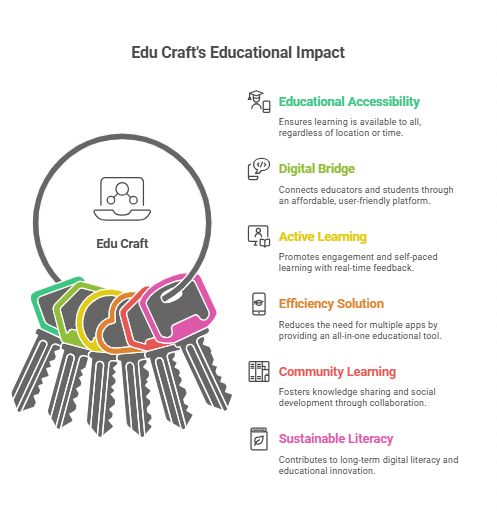 Edu Craft's Educational Impact
Edu Craft
Educational Accessibility
Ensures learning is available to all,
regardless of location or time.
Digital Bridge
Connects educators and students through
an affordable, user-friendly platform.
Active Learning
Promotes engagement and self-paced
learning with real-time feedback.
Efficiency Solution
Reduces the need for multiple apps by
providing an all-in-one educational tool.
Community Learning
Fosters knowledge sharing and social
development through collaboration.
Sustainable Literacy
Contributes to long-term digital literacy and
educational innovation.